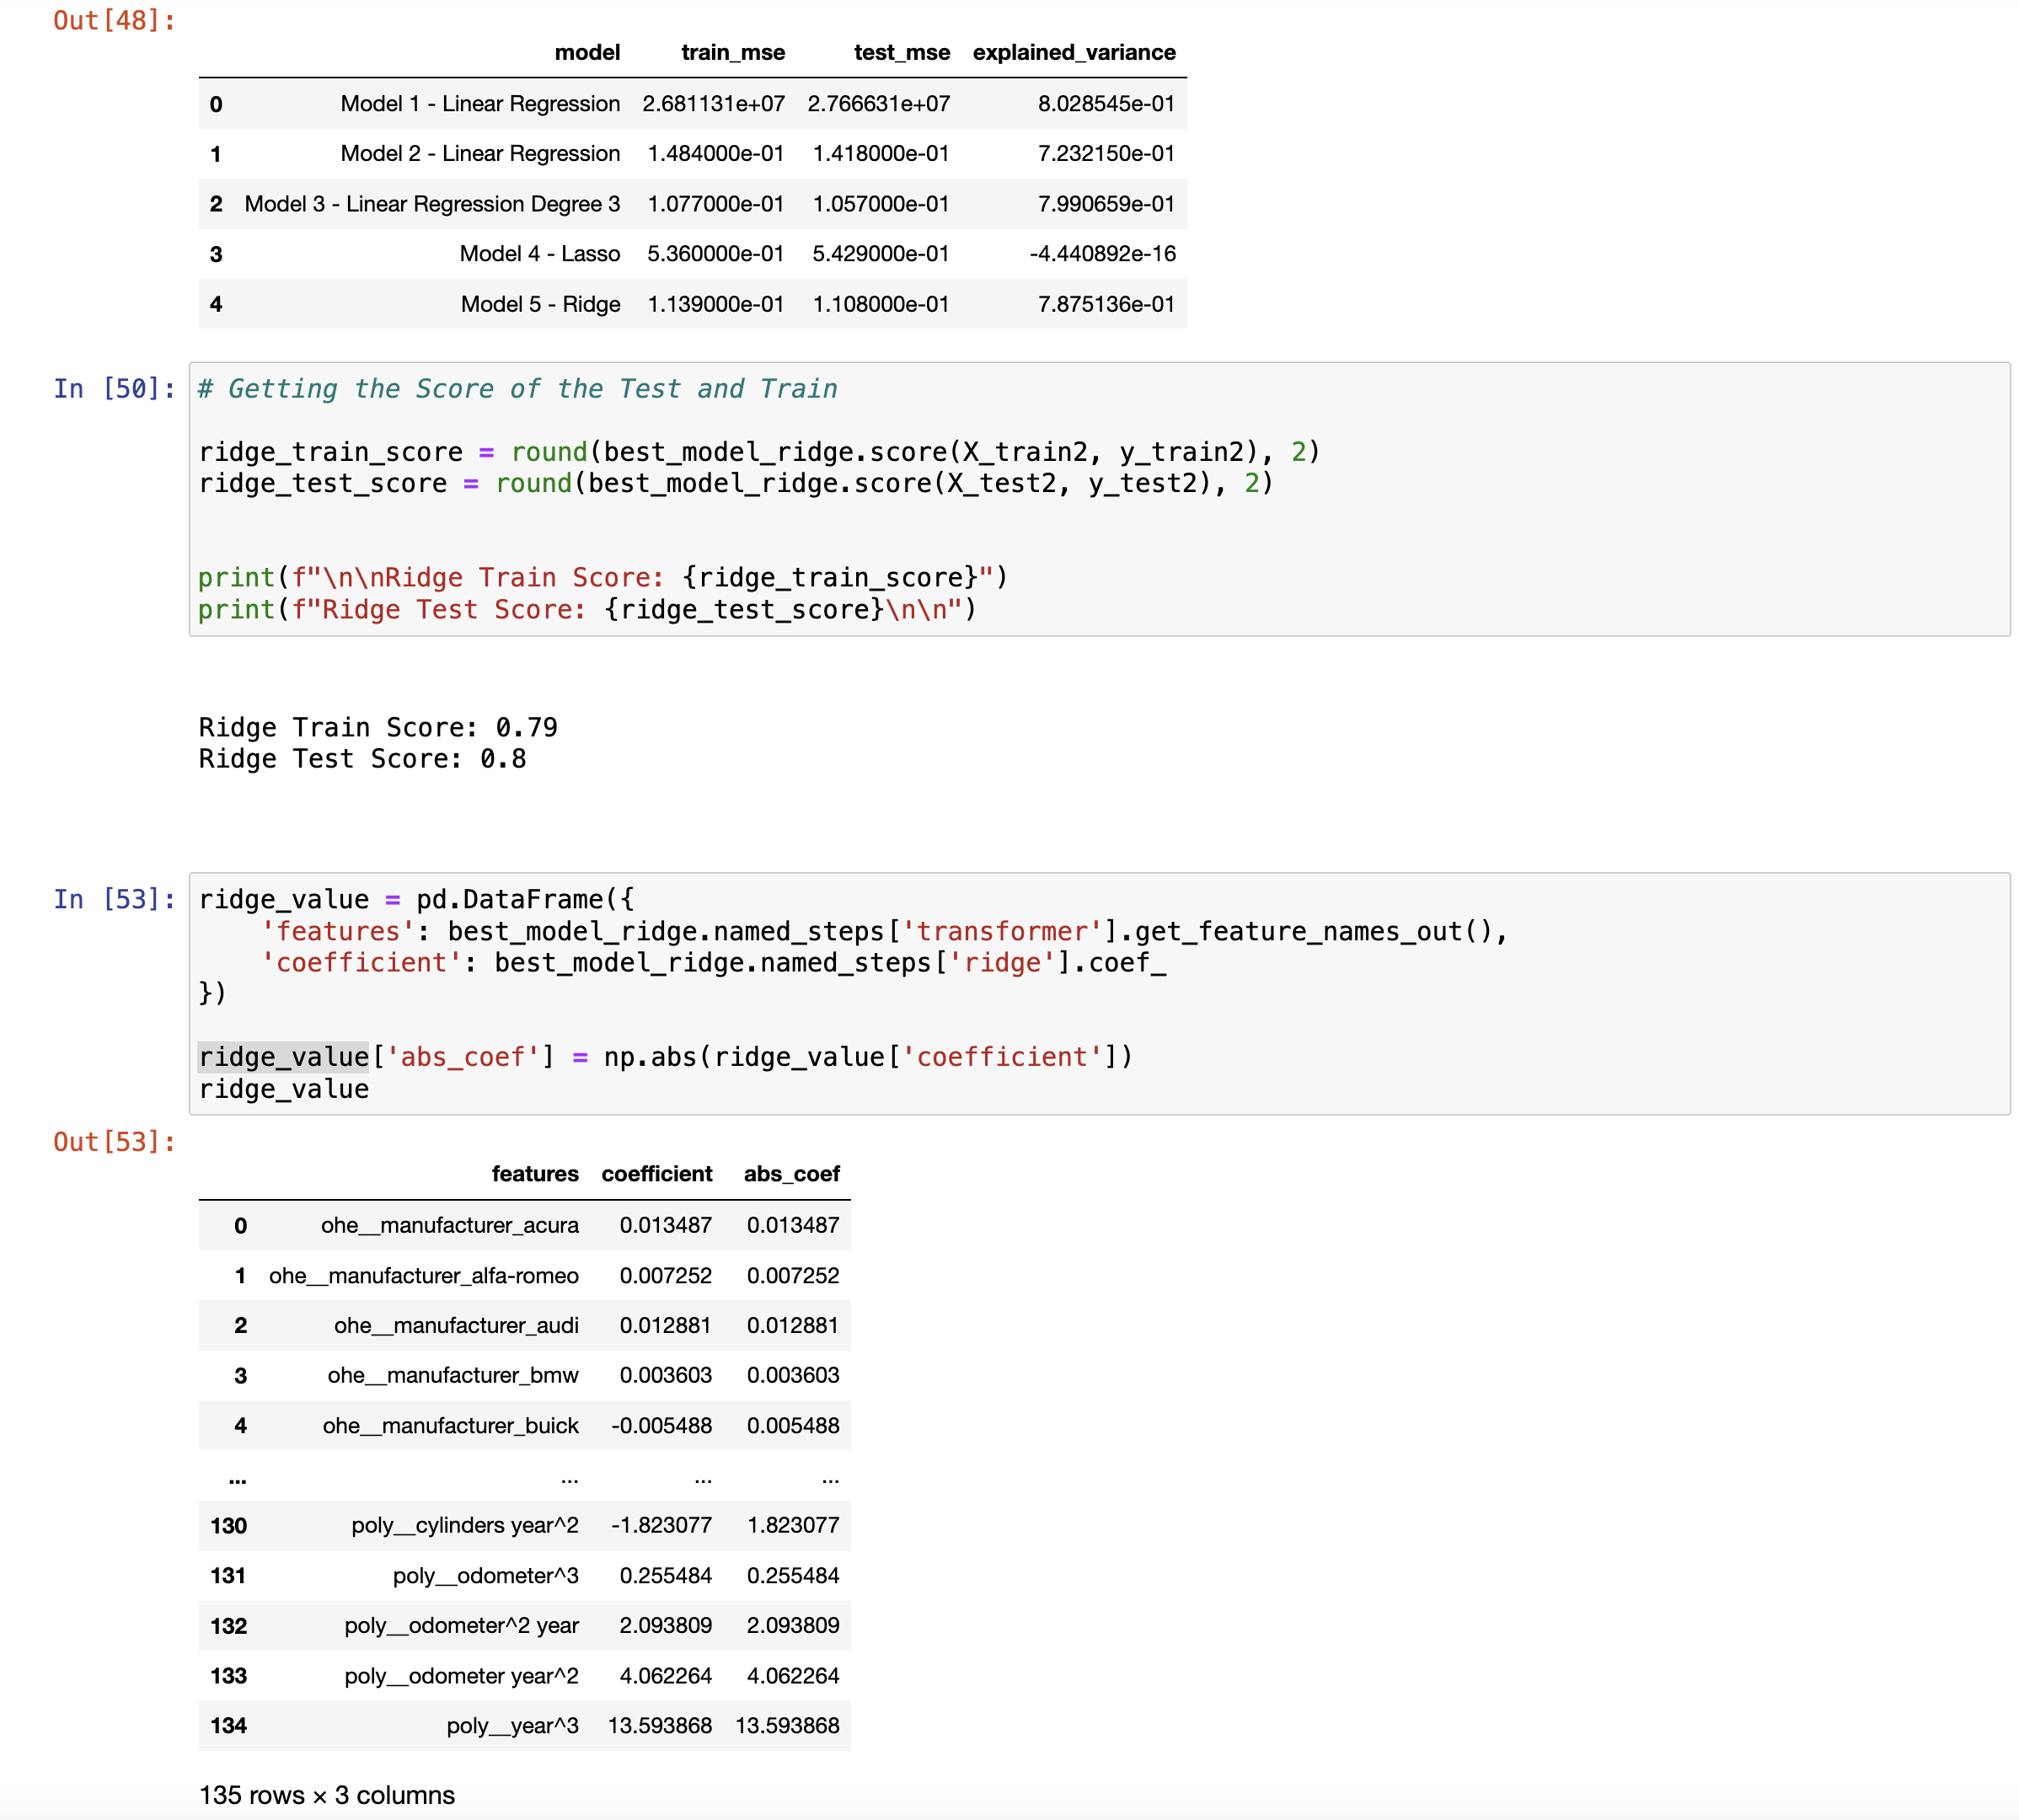 Out[48]:
model train_mse test_mse explained_variance
0 Model 1 - Linear Regression 2.681131e+07 2.766631e+07 8.028545e-01
1 Model 2 - Linear Regression 1.484000e-01 1.418000e-01 7.232150e-01
2 Model 3 - Linear Regression Degree 3 1.077000e-01 1.057000e-01 7.990659e-01
3 Model 4 - Lasso 5.360000e-01 5.429000e-01 -4.440892e-16
4 Model 5 - Ridge 1.139000e-01 1.108000e-01 7.875136e-01
In [50]: # Getting the Score of the Test and Train
ridge_train_score = round(best_model_ridge.score(X_train2, y_train2), 2)
ridge_test_score = round(best_model_ridge.score(X_test2, y_test2), 2)
print(f"\n\nRidge Train Score: {ridge_train_score}")
print(f"Ridge Test Score: {ridge_test_score}\n\n")
Ridge Train Score: 0.79
Ridge Test Score: 0.8
In [53]: ridge_value = pd.DataFrame({
'features': best_model_ridge.named_steps['transformer'].get_feature_names_out(),
'coefficient': best_model_ridge.named_steps['ridge'].coef_
})
ridge_value['abs_coef'] = np.abs(ridge_value['coefficient'])
ridge_value
Out[53]:
features coefficient abs_coef
0 ohe__manufacturer_acura 0.013487 0.013487
1 ohe__manufacturer_alfa-romeo 0.007252 0.007252
2 ohe__manufacturer_audi 0.012881 0.012881
3 ohe__manufacturer_bmw 0.003603 0.003603
4 ohe__manufacturer_buick -0.005488 0.005488
... ... ... ...
130 poly__cylinders year^2 -1.823077 1.823077
131 poly__odometer^3 0.255484 0.255484
132 poly__odometer^2 year 2.093809 2.093809
133 poly__odometer year^2 4.062264 4.062264
134 poly__year^3 13.593868 13.593868
135 rows × 3 columns